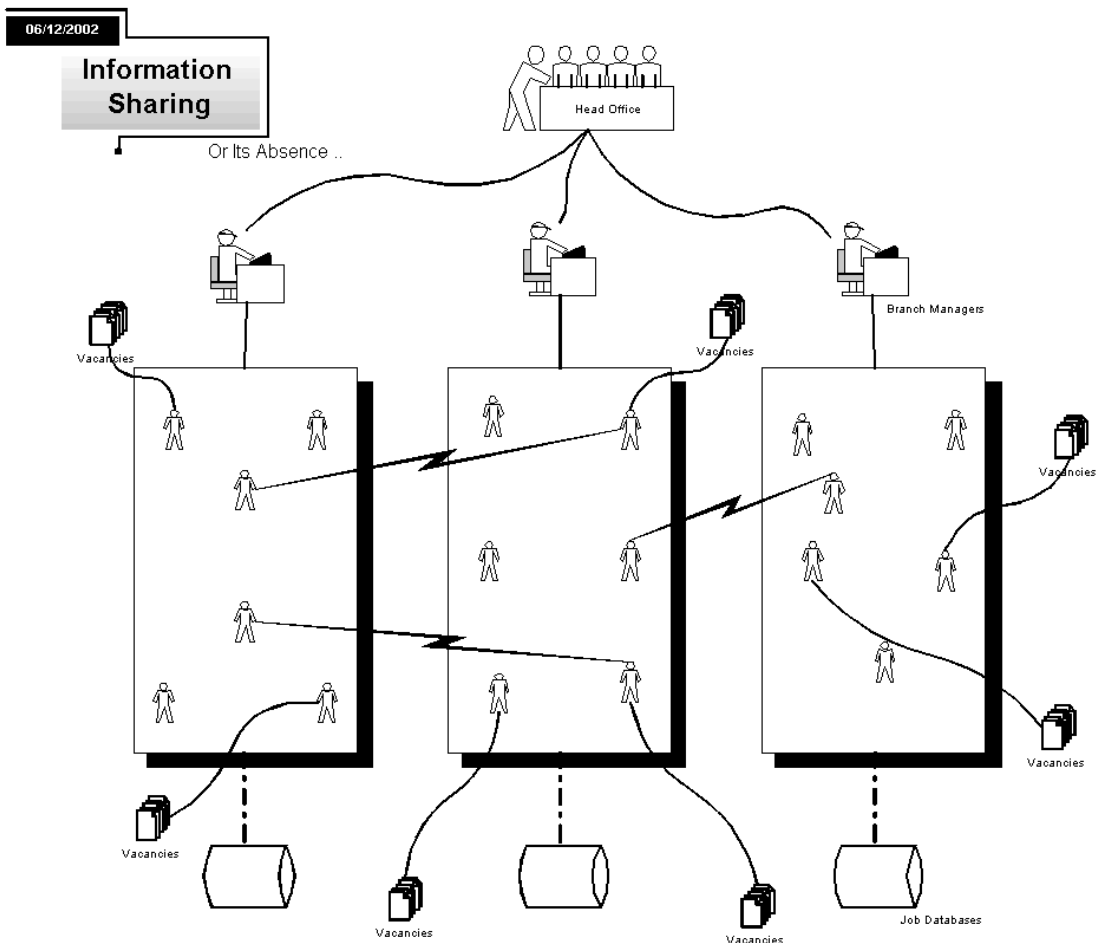 06/12/2002
Information
Sharing
Or Its Absence ..
Head Office
Branch Managers
Vacancies
Vacancies
Vacancies
Vacancies
Vacancies
Vacancies
Vacancies
Job Databases